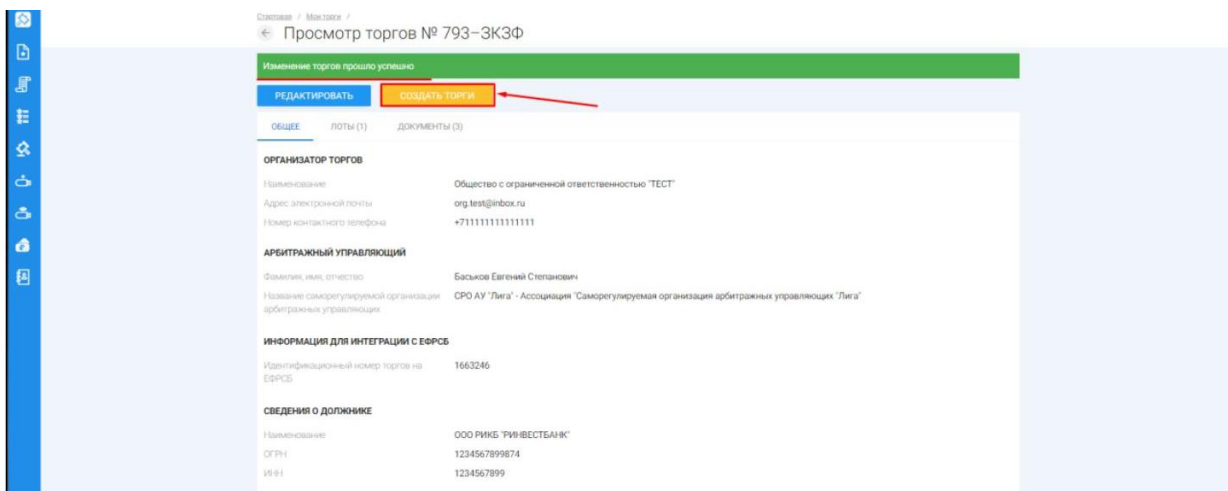 Стартовая / Мои торги /
Просмотр торгов № 793-ЗКЗФ
Изменение торгов прошло успешно
РЕДАКТИРОВАТЬ СОЗДАТЬ ТОРГИ
ОБЩЕЕ ЛОТЫ (1) ДОКУМЕНТЫ (3)
ОРГАНИЗАТОР ТОРГОВ
Наименование Общество с ограниченной ответственностью "ТЕСТ"
Адрес электронной почты org.test@inbox.ru
Номер контактного телефона +711111111111111
АРБИТРАЖНЫЙ УПРАВЛЯЮЩИЙ
Фамилия, имя, отчество Баськов Евгений Степанович
Название саморегулируемой организации СРО АУ "Лига" - Ассоциация "Саморегулируемая организация арбитражных управляющих "Лига"
арбитражных управляющих
ИНФОРМАЦИЯ ДЛЯ ИНТЕГРАЦИИ С ЕФРСБ
Идентификационный номер торгов на 1663246
ЕФРСБ
СВЕДЕНИЯ О ДОЛЖНИКЕ
Наименование ООО РИКБ "РИНВЕСТБАНК"
ОГРН 1234567899874
ИНН 1234567899